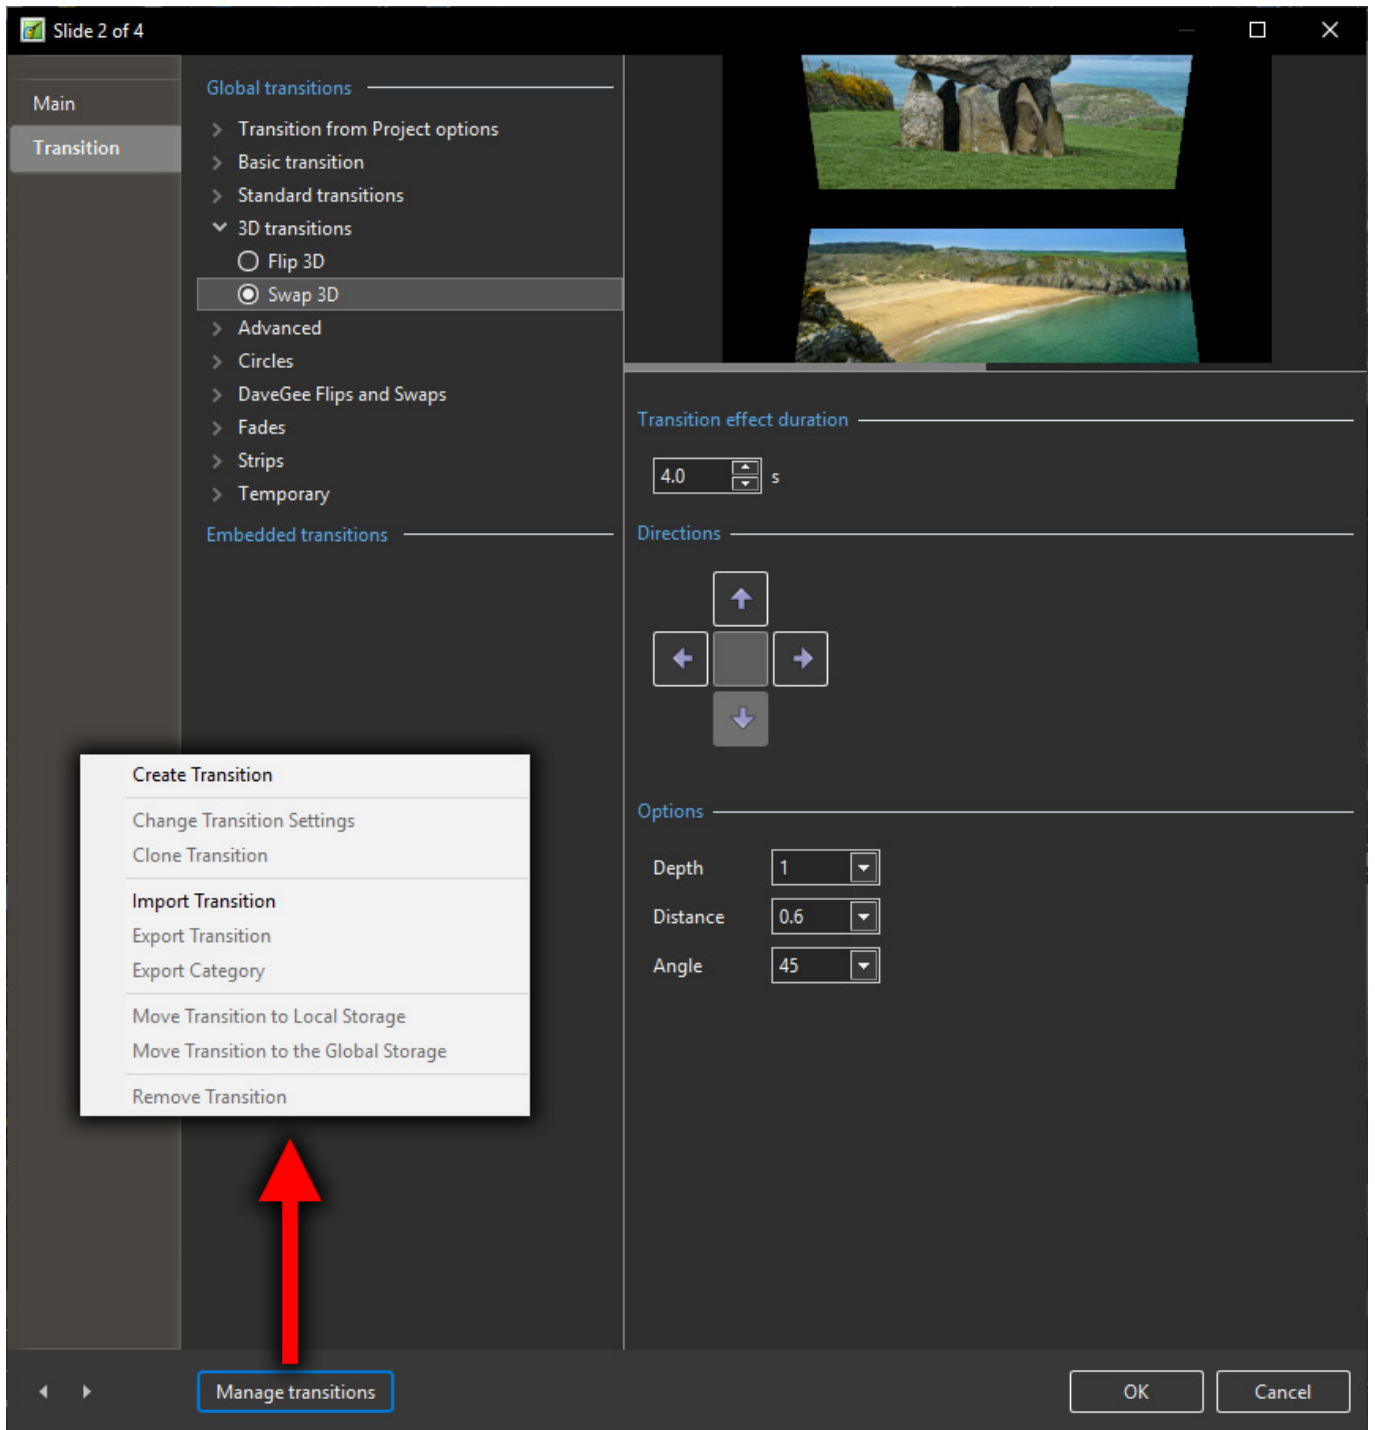 Slide 2 of 4
Main
Transition
Global transitions
Transition from Project options
Basic transition
Standard transitions
3D transitions
Flip 3D
Swap 3D
Advanced
Circles
DaveGee Flips and Swaps
Fades
Strips
Temporary
Embedded transitions
Transition effect duration
4.0 s
Directions
Options
Depth 1
Distance 0.6
Angle 45
Create Transition
Change Transition Settings
Clone Transition
Import Transition
Export Transition
Export Category
Move Transition to Local Storage
Move Transition to the Global Storage
Remove Transition
Manage transitions
OK
Cancel